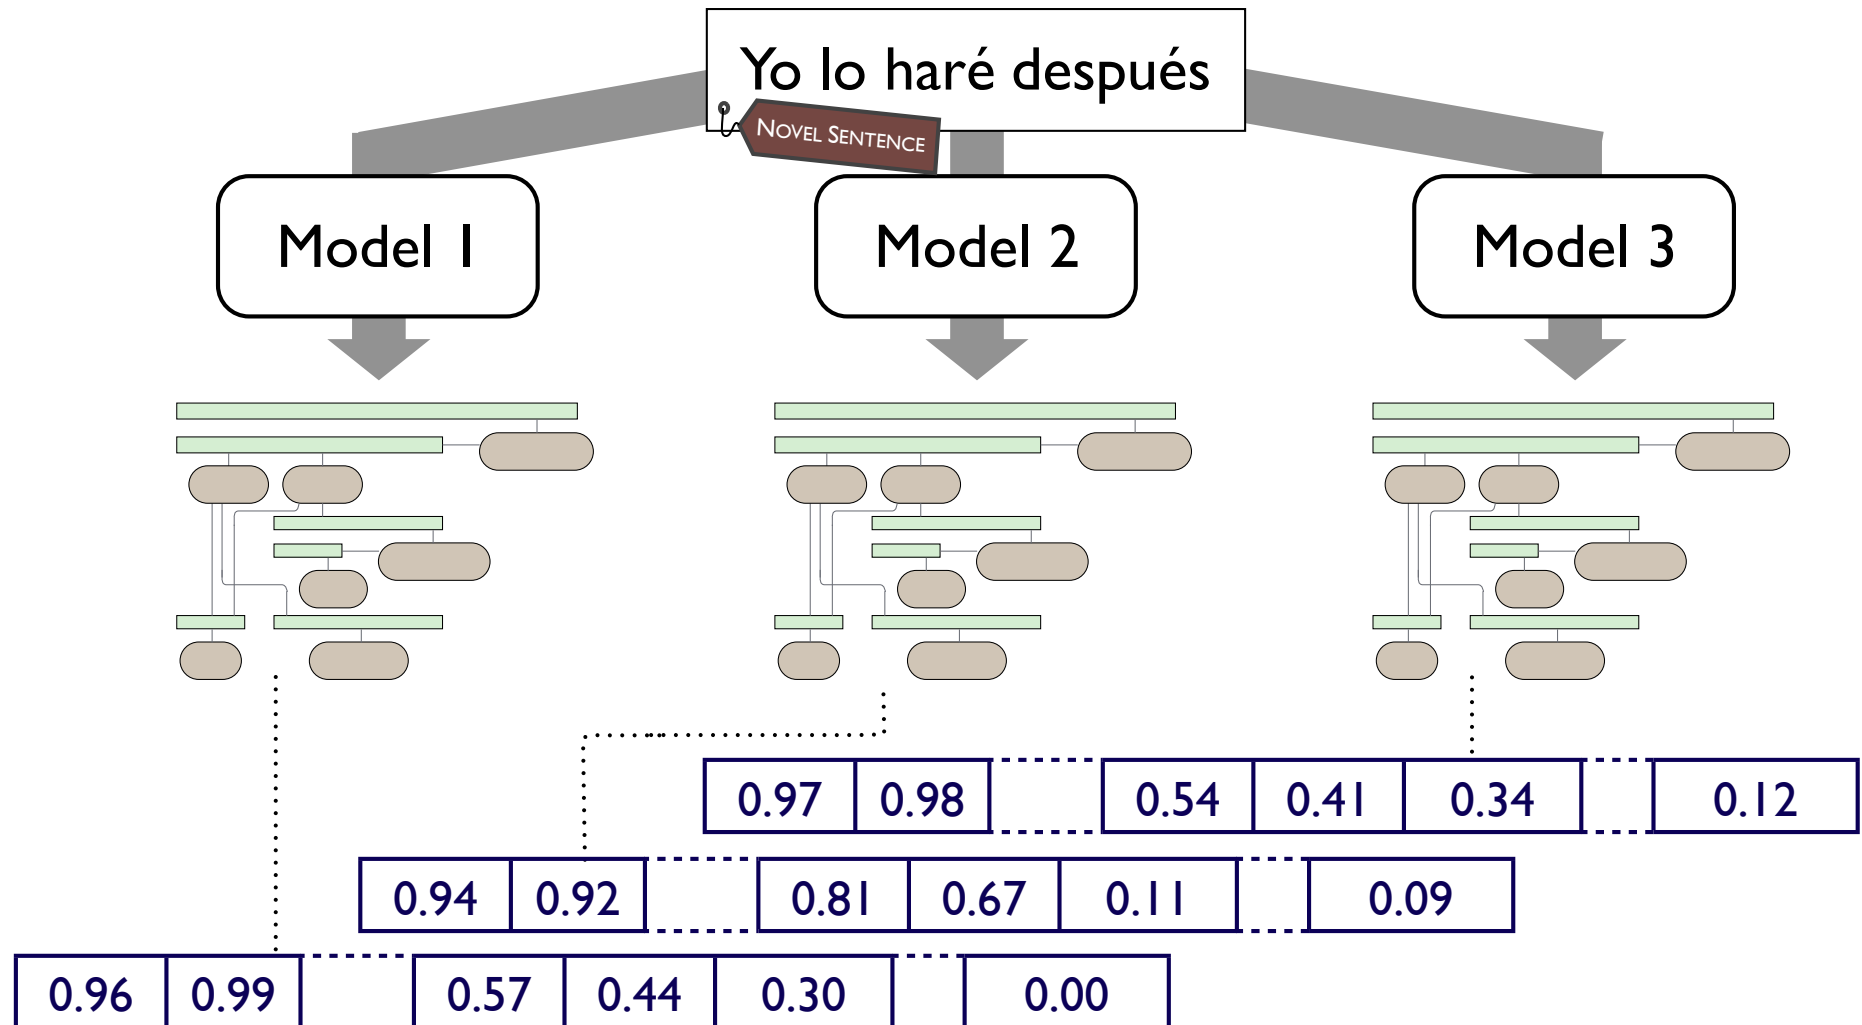 Yo lo haré después
NOVEL SENTENCE
Model 1 Model 2 Model 3
0.97 0.98 0.54 0.41 0.34 0.12
0.94 0.92 0.81 0.67 0.11 0.09
0.96 0.99 0.57 0.44 0.30 0.00